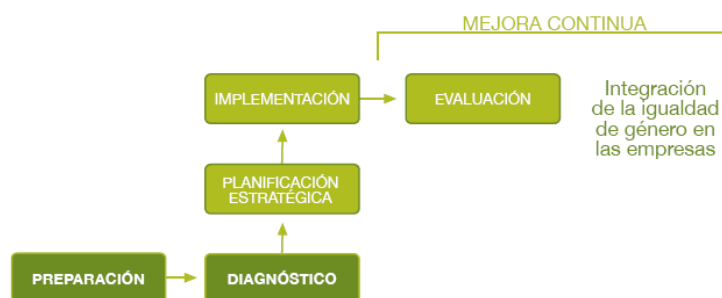 MEJORA CONTINUA
IMPLEMENTACIÓN
EVALUACIÓN
Integración
de la igualdad
de género en
las empresas
PLANIFICACIÓN
ESTRATÉGICA
PREPARACIÓN
DIAGNÓSTICO